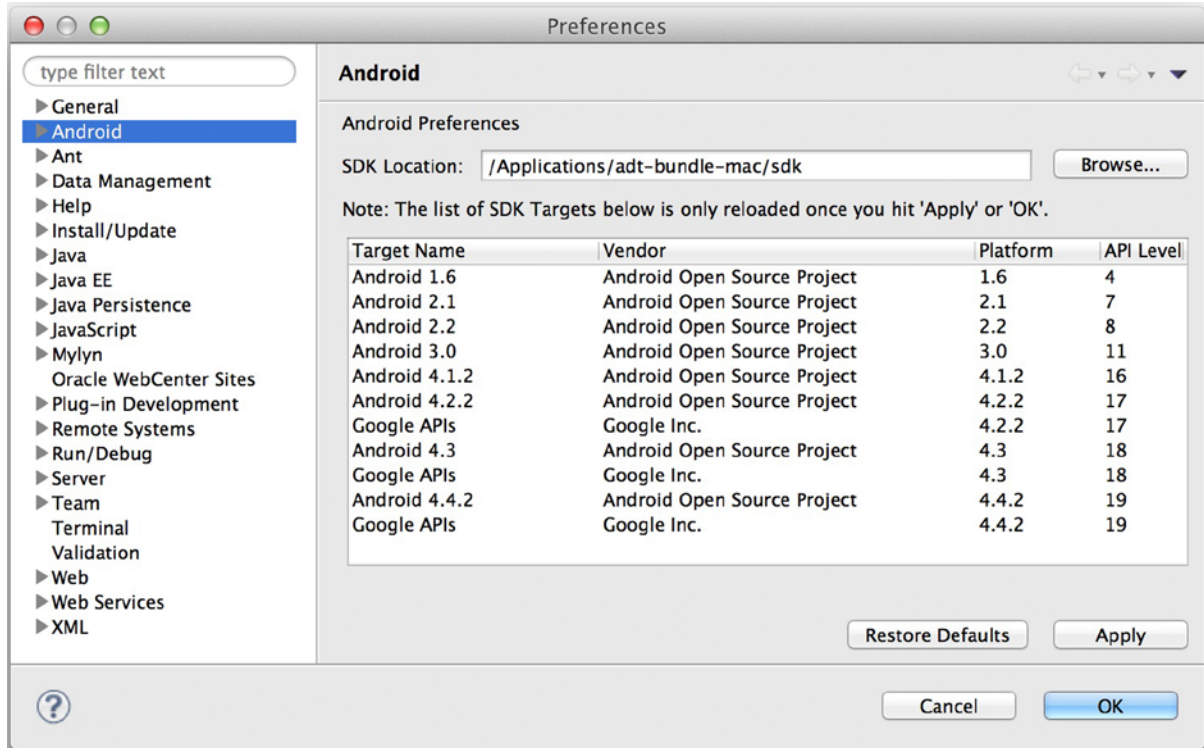 Preferences
type filter text
General
Android
Ant
Data Management
Help
Install/Update
Java
Java EE
Java Persistence
JavaScript
Mylyn
Oracle WebCenter Sites
Plug-in Development
Remote Systems
Run/Debug
Server
Team
Terminal
Validation
Web
Web Services
XML
Android
Android Preferences
SDK Location: /Applications/adt-bundle-mac/sdk Browse...
Note: The list of SDK Targets below is only reloaded once you hit 'Apply' or 'OK'.
Target Name Vendor Platform API Level
Android 1.6 Android Open Source Project 1.6 4
Android 2.1 Android Open Source Project 2.1 7
Android 2.2 Android Open Source Project 2.2 8
Android 3.0 Android Open Source Project 3.0 11
Android 4.1.2 Android Open Source Project 4.1.2 16
Android 4.2.2 Android Open Source Project 4.2.2 17
Google APIs Google Inc. 4.2.2 17
Android 4.3 Android Open Source Project 4.3 18
Google APIs Google Inc. 4.3 18
Android 4.4.2 Android Open Source Project 4.4.2 19
Google APIs Google Inc. 4.4.2 19
Restore Defaults Apply
? Cancel OK